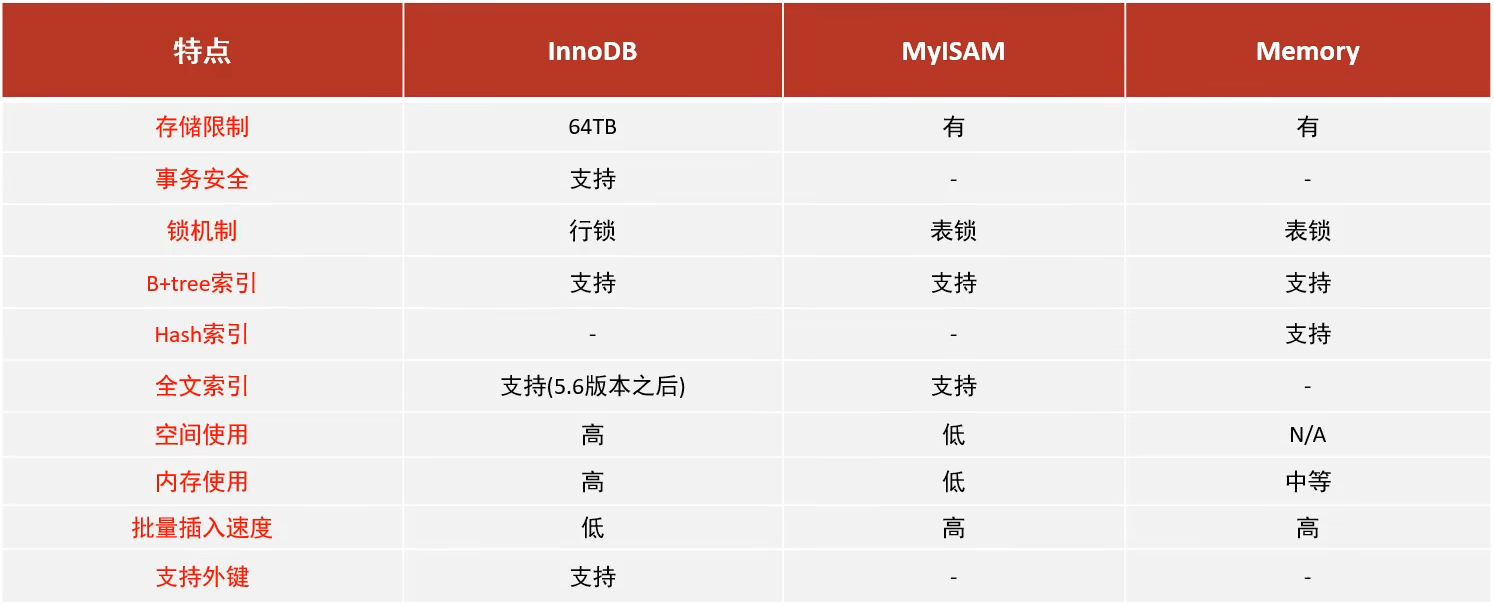 特点 InnoDB MyISAM Memory
存储限制 64TB 有 有
事务安全 支持 - -
锁机制 行锁 表锁 表锁
B+tree索引 支持 支持 支持
Hash索引 - - 支持
全文索引 支持(5.6版本之后) 支持 -
空间使用 高 低 N/A
内存使用 高 低 中等
批量插入速度 低 高 高
支持外键 支持 - -